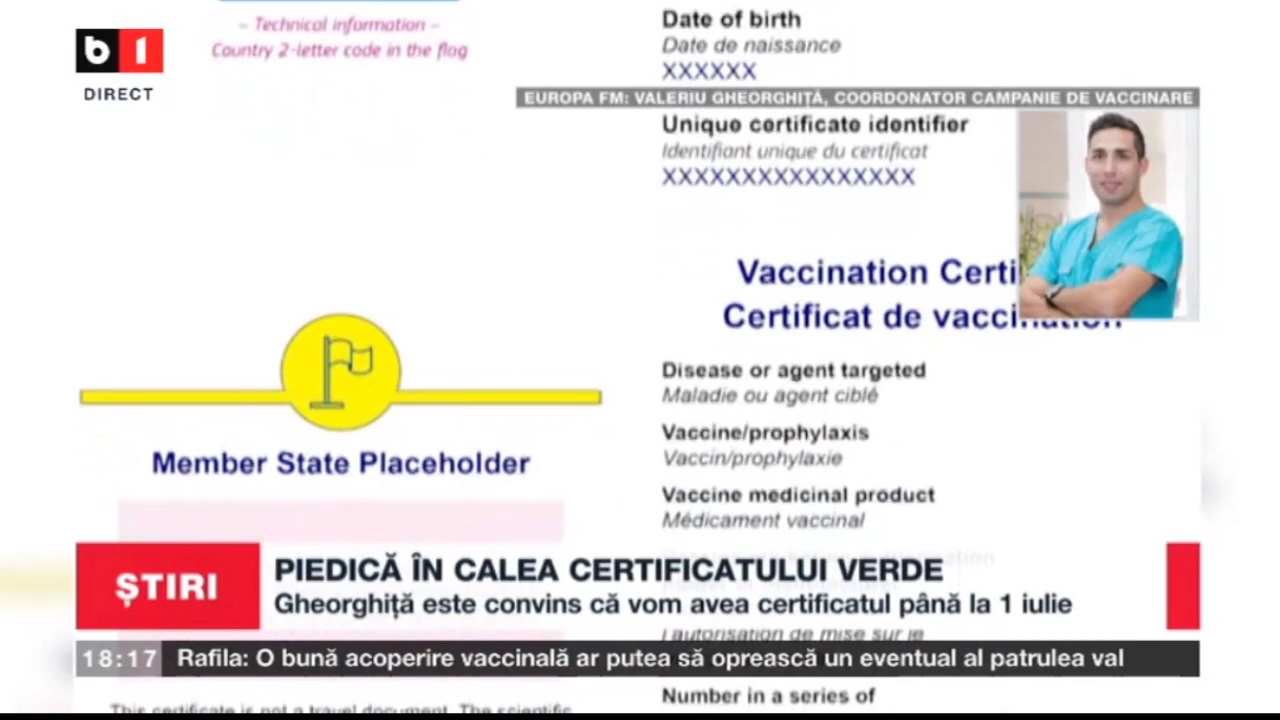 – Technical information –
Country 2-letter code in the flag
b1
DIRECT
Date of birth
Date de naissance
XXXXXX
EUROPA FM: VALERIU GHEORGHIȚĂ, COORDONATOR CAMPANIE DE VACCINARE
Unique certificate identifier
Identifiant unique du certificat
XXXXXXXXXXXXXXXX
Vaccination Certi
Certificat de vaccination
Member State Placeholder
Disease or agent targeted
Maladie ou agent ciblé
Vaccine/prophylaxis
Vaccin/prophylaxie
Vaccine medicinal product
Médicament vaccinal
l'autorisation de mise sur le
ȘTIRI
PIEDICĂ ÎN CALEA CERTIFICATULUI VERDE
Gheorghiță este convins că vom avea certificatul până la 1 iulie
18:17 Rafila: O bună acoperire vaccinală ar putea să oprească un eventual al patrulea val
Number in a series of
This certificate is not a travel document. The scientific